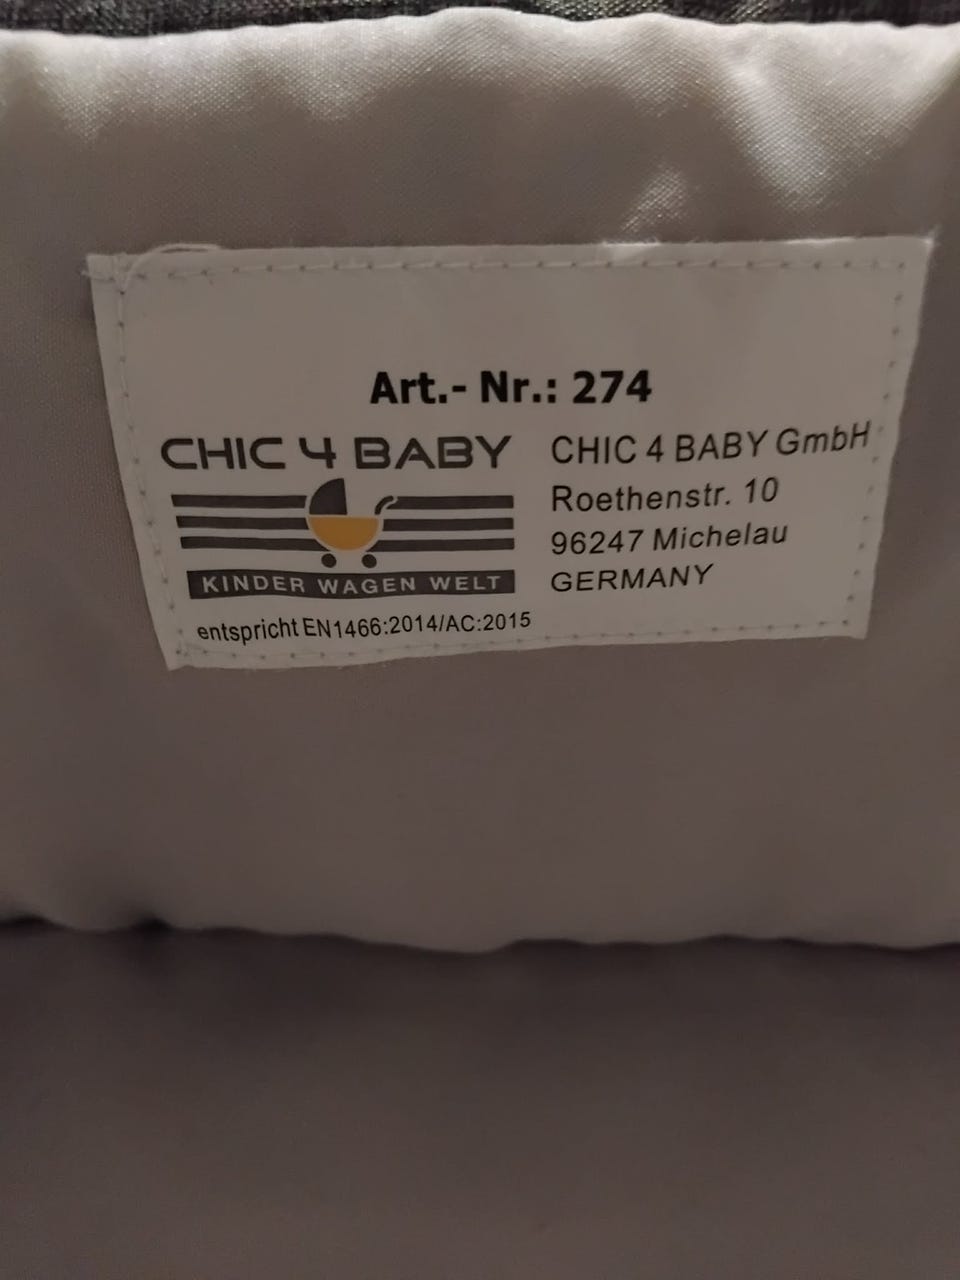 Art.- Nr.: 274
CHIC 4 BABY
KINDER WAGEN WELT
entspricht EN1466:2014/AC:2015
CHIC 4 BABY GmbH
Roethenstr. 10
96247 Michelau
GERMANY